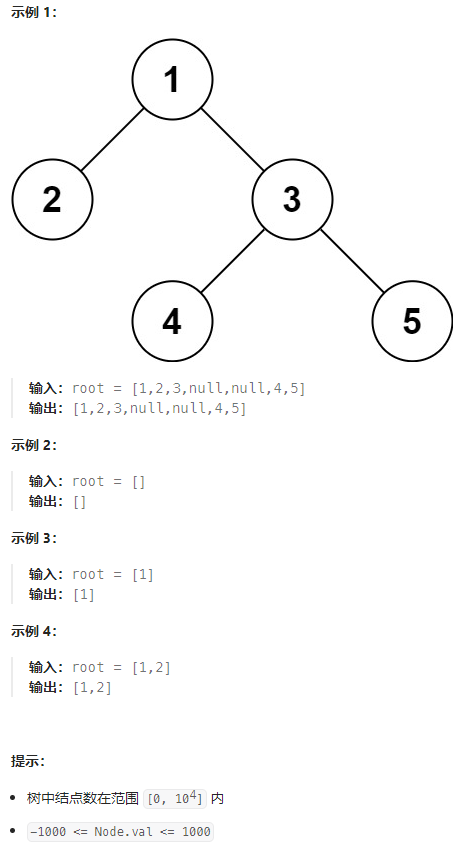 示例 1：
1
2
3
4
5
输入：root = [1,2,3,null,null,4,5]
输出：[1,2,3,null,null,4,5]
示例 2：
输入：root = []
输出：[]
示例 3：
输入：root = [1]
输出：[1]
示例 4：
输入：root = [1,2]
输出：[1,2]
提示：
树中结点数在范围 [0, 10⁴] 内
-1000 <= Node.val <= 1000